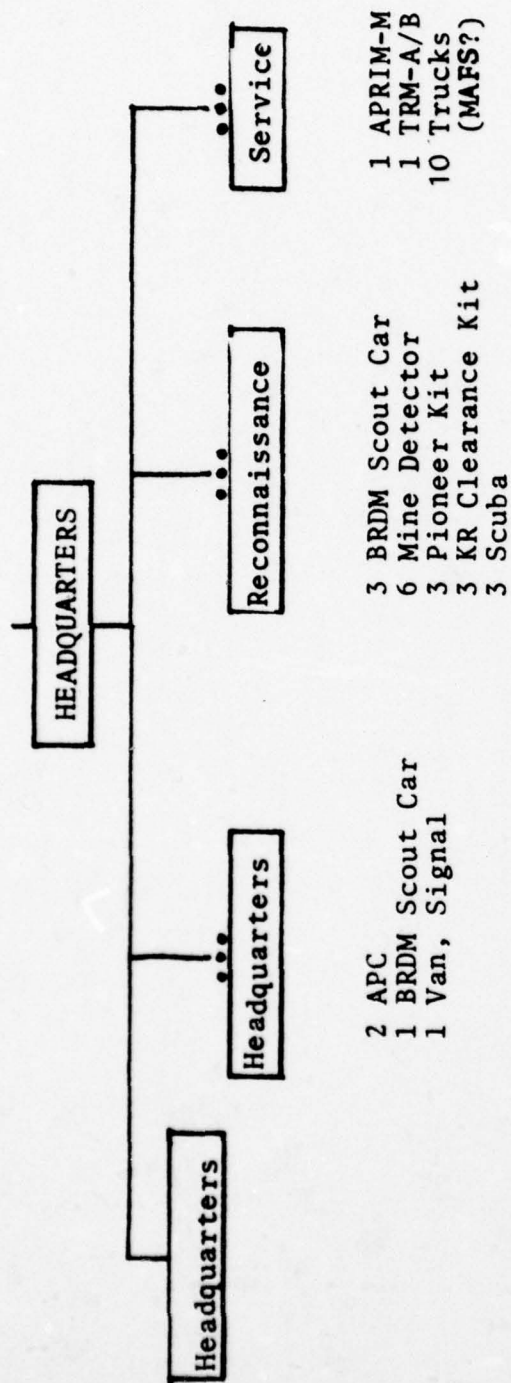 HEADQUARTERS
Headquarters
Headquarters
2 APC
1 BRDM Scout Car
1 Van, Signal
Reconnaissance
3 BRDM Scout Car
6 Mine Detector
3 Pioneer Kit
3 KR Clearance Kit
3 Scuba
Service
1 APRIM-M
1 TRM-A/B
10 Trucks
(MAFS?)